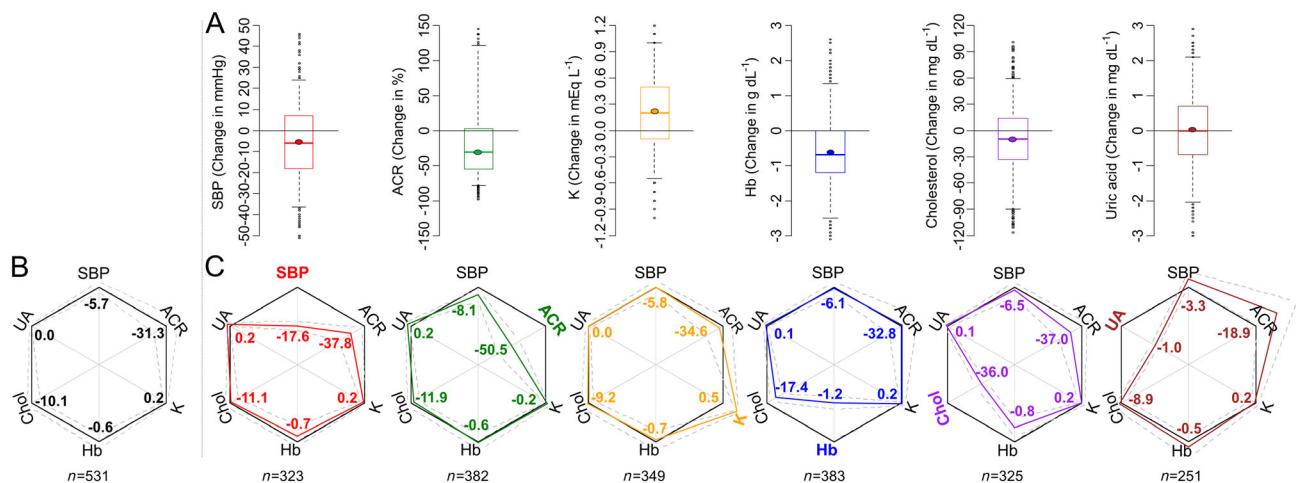 A
SBP (Change in mmHg)
50
40
30
20
10
0
-10
-20
-30
-40
-50
ACR (Change in %)
150
100
50
0
-50
-100
-150
K (Change in mEq L⁻¹)
1.2
0.9
0.6
0.3
0.0
-0.3
-0.6
-0.9
-1.2
Hb (Change in g dL⁻¹)
3
2
1
0
-1
-2
-3
Cholesterol (Change in mg dL⁻¹)
120
90
60
30
0
-30
-60
-90
-120
Uric acid (Change in mg dL⁻¹)
3
2
1
0
-1
-2
-3
B
SBP
ACR
K
Hb
Chol
UA
-5.7
-31.3
0.2
-0.6
-10.1
0.0
n=531
C
SBP
ACR
K
Hb
Chol
UA
-17.6
-37.8
0.2
-0.7
-11.1
0.2
n=323
SBP
ACR
K
Hb
Chol
UA
-8.1
-50.5
-0.2
-0.6
-11.9
0.2
n=382
SBP
ACR
K
Hb
Chol
UA
-5.8
-34.6
0.5
-0.7
-9.2
0.0
n=349
SBP
ACR
K
Hb
Chol
UA
-6.1
-32.8
0.2
-1.2
-17.4
0.1
n=383
SBP
ACR
K
Hb
Chol
UA
-6.5
-37.0
0.2
-0.8
-36.0
0.1
n=325
SBP
ACR
K
Hb
Chol
UA
-3.3
-18.9
0.2
-0.5
-8.9
-1.0
n=251